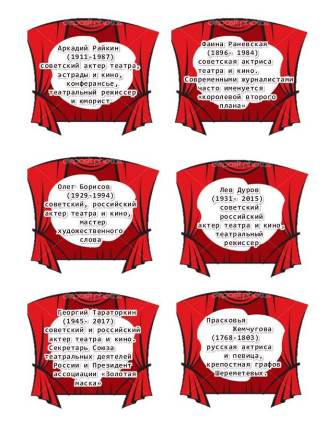 Аркадий Райкин
(1911-1987)
советский актер театра,
эстрады и кино,
конферансье,
театральный режиссер
и юморист
Фаина Раневская
(1896- 1984)
советская актриса
театра и кино.
Современными журналистами
часто именуется
«королевой второго
плана»
Олег Борисов
(1929-1994)
советский, российский
актер театра и кино,
мастер
художественного
слова
Лев Дуров
(1931- 2015)
советский
российский
актер театра и кино,
театральный
режиссер
Георгий Тараторкин
(1945- 2017)
советский и российский
актер театра и кино.
Секретарь Союза
театральных деятелей
России и Президент
ассоциации «Золотая
маска»
Прасковья
Жемчугова
(1768-1803)
русская актриса
и певица,
крепостная графов
Шереметевых.